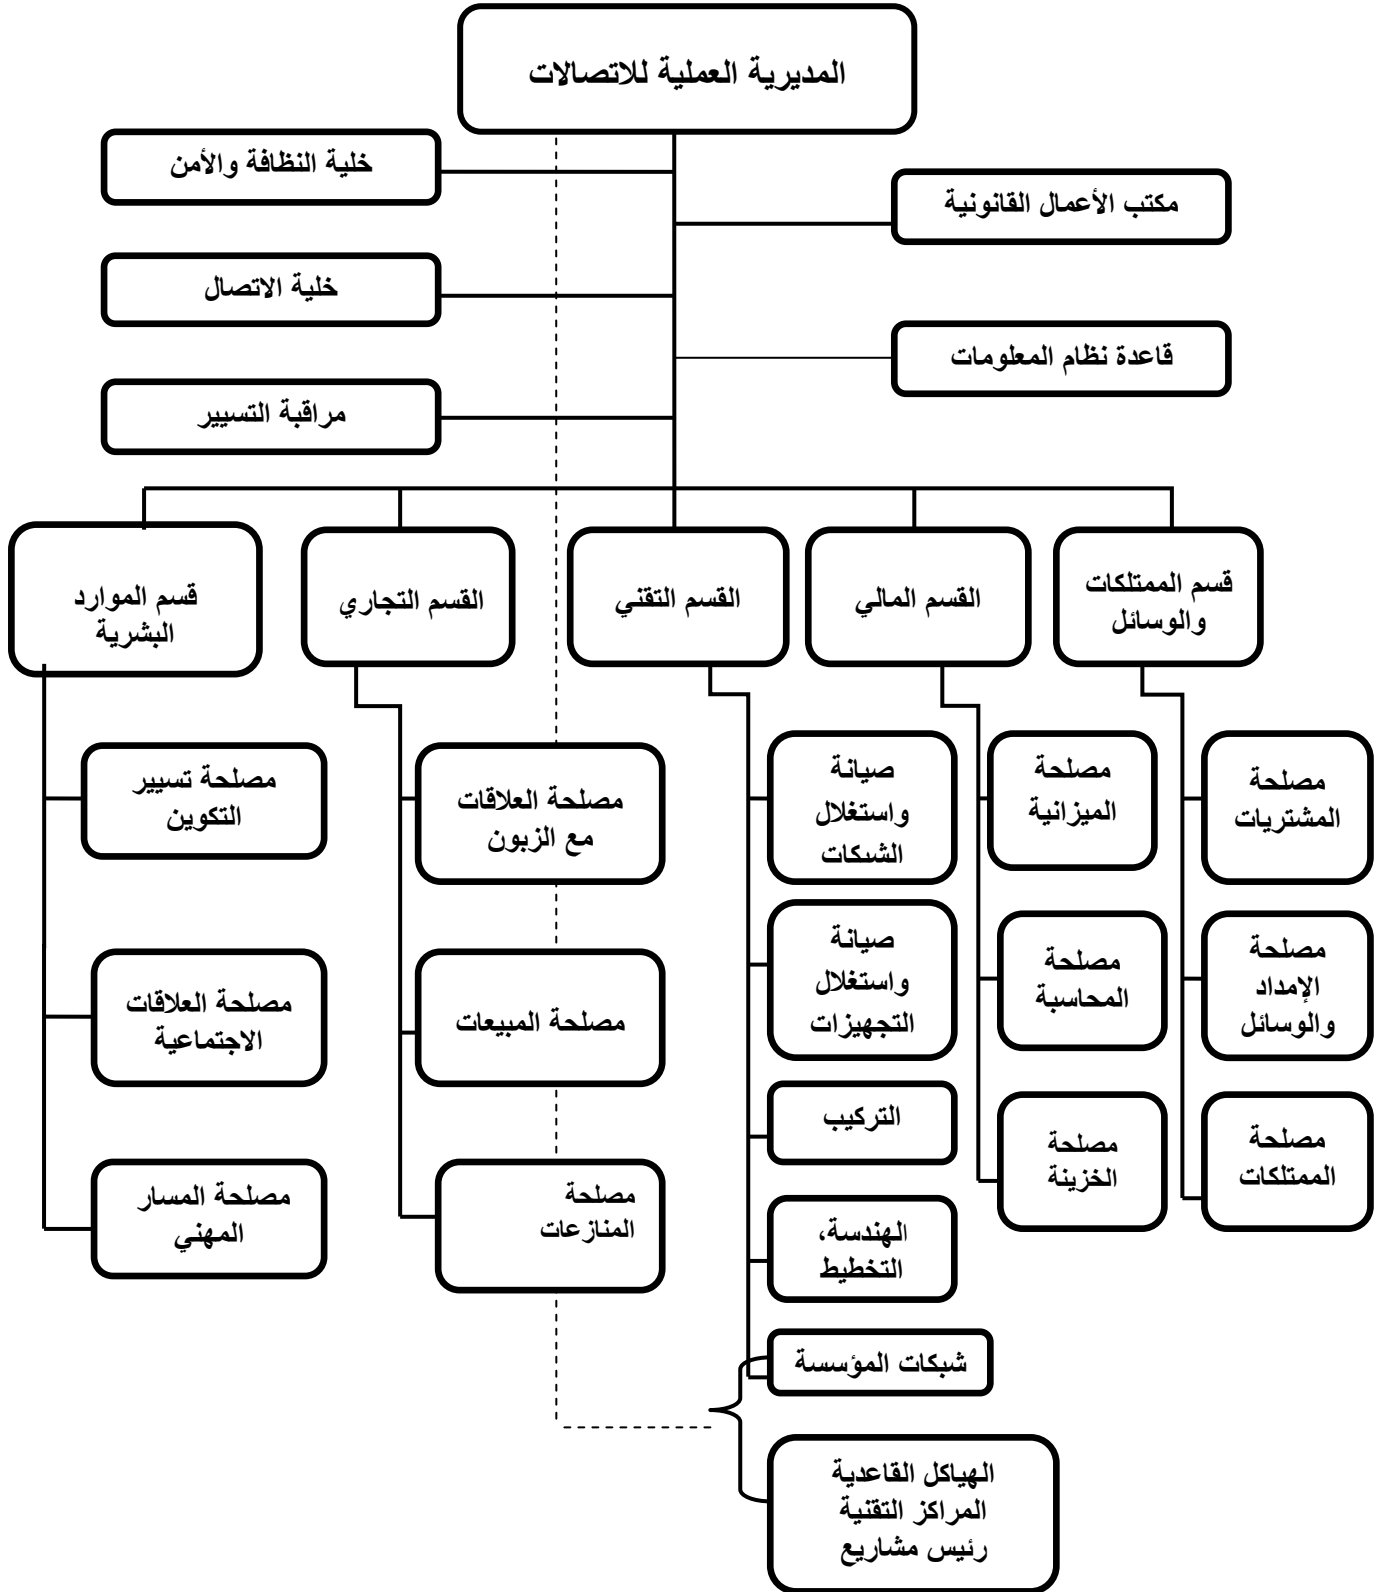 المديرية العملية للاتصالات
خلية النظافة والأمن
مكتب الأعمال القانونية
خلية الاتصال
قاعدة نظام المعلومات
مراقبة التسيير
قسم الممتلكات
والوسائل
القسم المالي
القسم التقني
القسم التجاري
قسم الموارد
البشرية
مصلحة
المشتريات
مصلحة
الإمداد
والوسائل
مصلحة
الممتلكات
مصلحة
الميزانية
مصلحة
المحاسبة
مصلحة
الخزينة
صيانة
واستغلال
الشبكات
صيانة
واستغلال
التجهيزات
التركيب
الهندسة،
التخطيط
شبكات المؤسسة
الهياكل القاعدية
المراكز التقنية
رئيس مشاريع
مصلحة العلاقات
مع الزبون
مصلحة المبيعات
مصلحة
المنازعات
مصلحة تسيير
التكوين
مصلحة العلاقات
الاجتماعية
مصلحة المسار
المهني